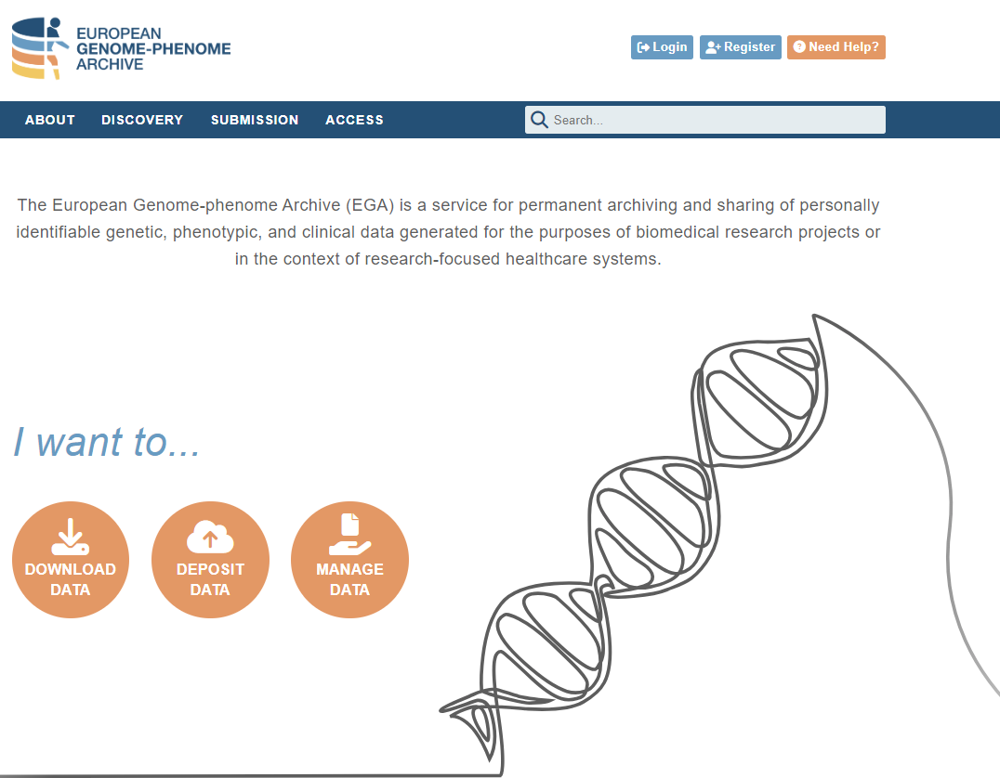 EUROPEAN
GENOME-PHENOME
ARCHIVE
Login Register Need Help?
ABOUT DISCOVERY SUBMISSION ACCESS Search...
The European Genome-phenome Archive (EGA) is a service for permanent archiving and sharing of personally
identifiable genetic, phenotypic, and clinical data generated for the purposes of biomedical research projects or
in the context of research-focused healthcare systems.
I want to...
DOWNLOAD
DATA
DEPOSIT
DATA
MANAGE
DATA